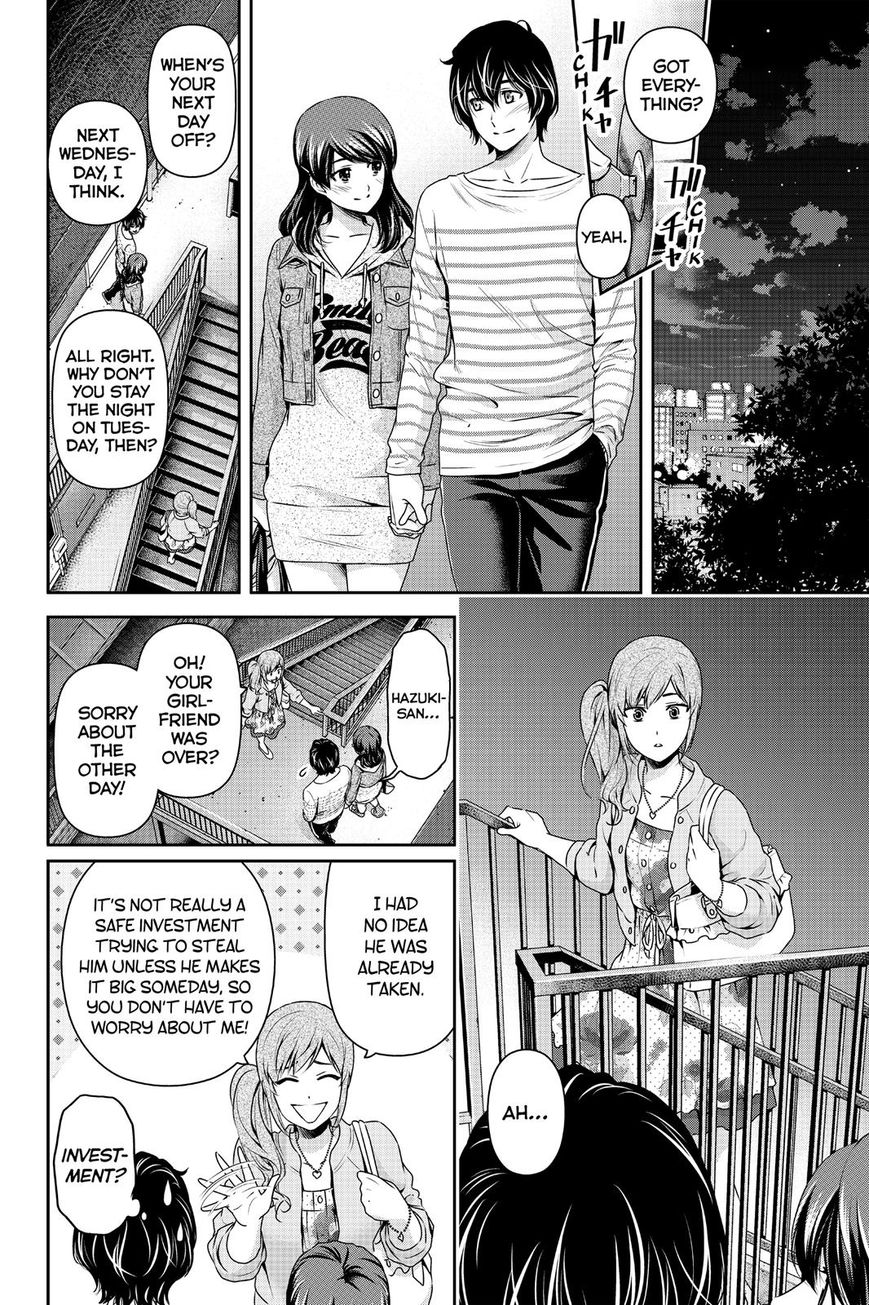 GOT
EVERY-
THING?
ガチャ
CHIK
YEAH.
ガチャ
CHIK
Smile
Beac
WHEN'S
YOUR
NEXT
DAY
OFF?
NEXT
WEDNES-
DAY, I
THINK.
ALL RIGHT.
WHY DON'T
YOU STAY
THE NIGHT
ON TUES-
DAY, THEN?
AH...
HAZUKI-
SAN...
OH!
YOUR
GIRL-
FRIEND
WAS
OVER?
SORRY
ABOUT
THE
OTHER
DAY!
I HAD
NO IDEA
HE WAS
ALREADY
TAKEN.
IT'S NOT REALLY A
SAFE INVESTMENT
TRYING TO STEAL
HIM UNLESS HE MAKES
IT BIG SOMEDAY, SO
YOU DON'T HAVE TO
WORRY ABOUT ME!
INVEST-
MENT?